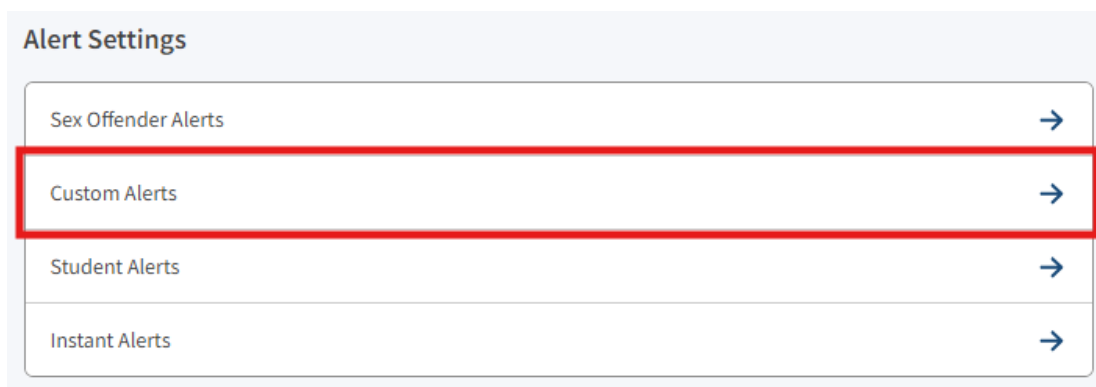 Alert Settings
Sex Offender Alerts
Custom Alerts
Student Alerts
Instant Alerts